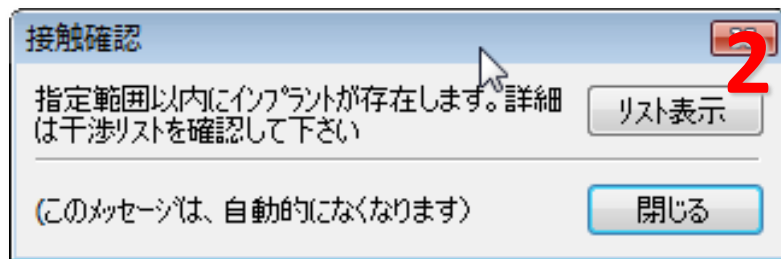 接触確認
2
指定範囲以内にインプラントが存在します。詳細
は干渉リストを確認して下さい
リスト表示
(このメッセージは、自動的になくなります)
閉じる